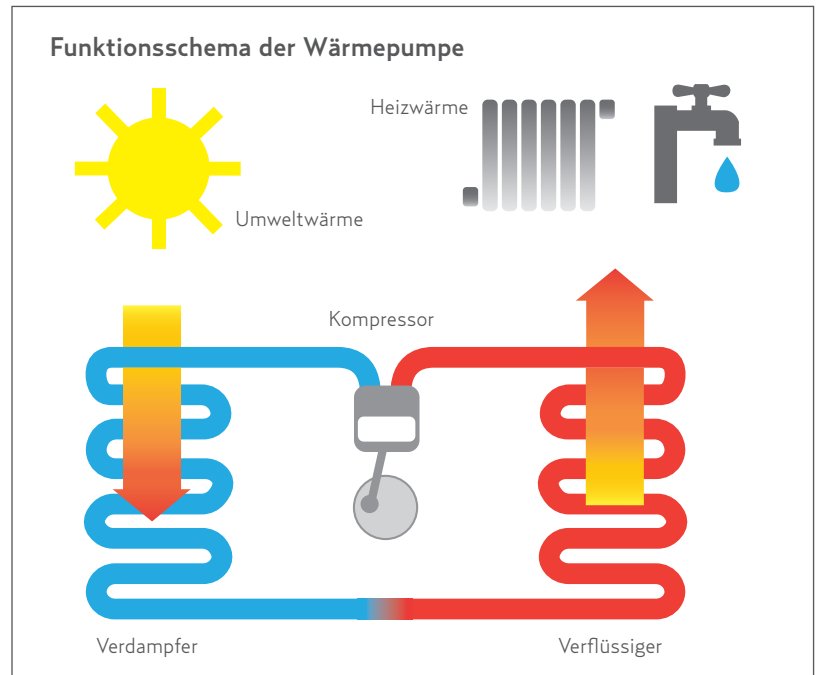 Funktionsschema der Wärmepumpe
Heizwärme
Umweltwärme
Kompressor
Verdampfer
Verflüssiger